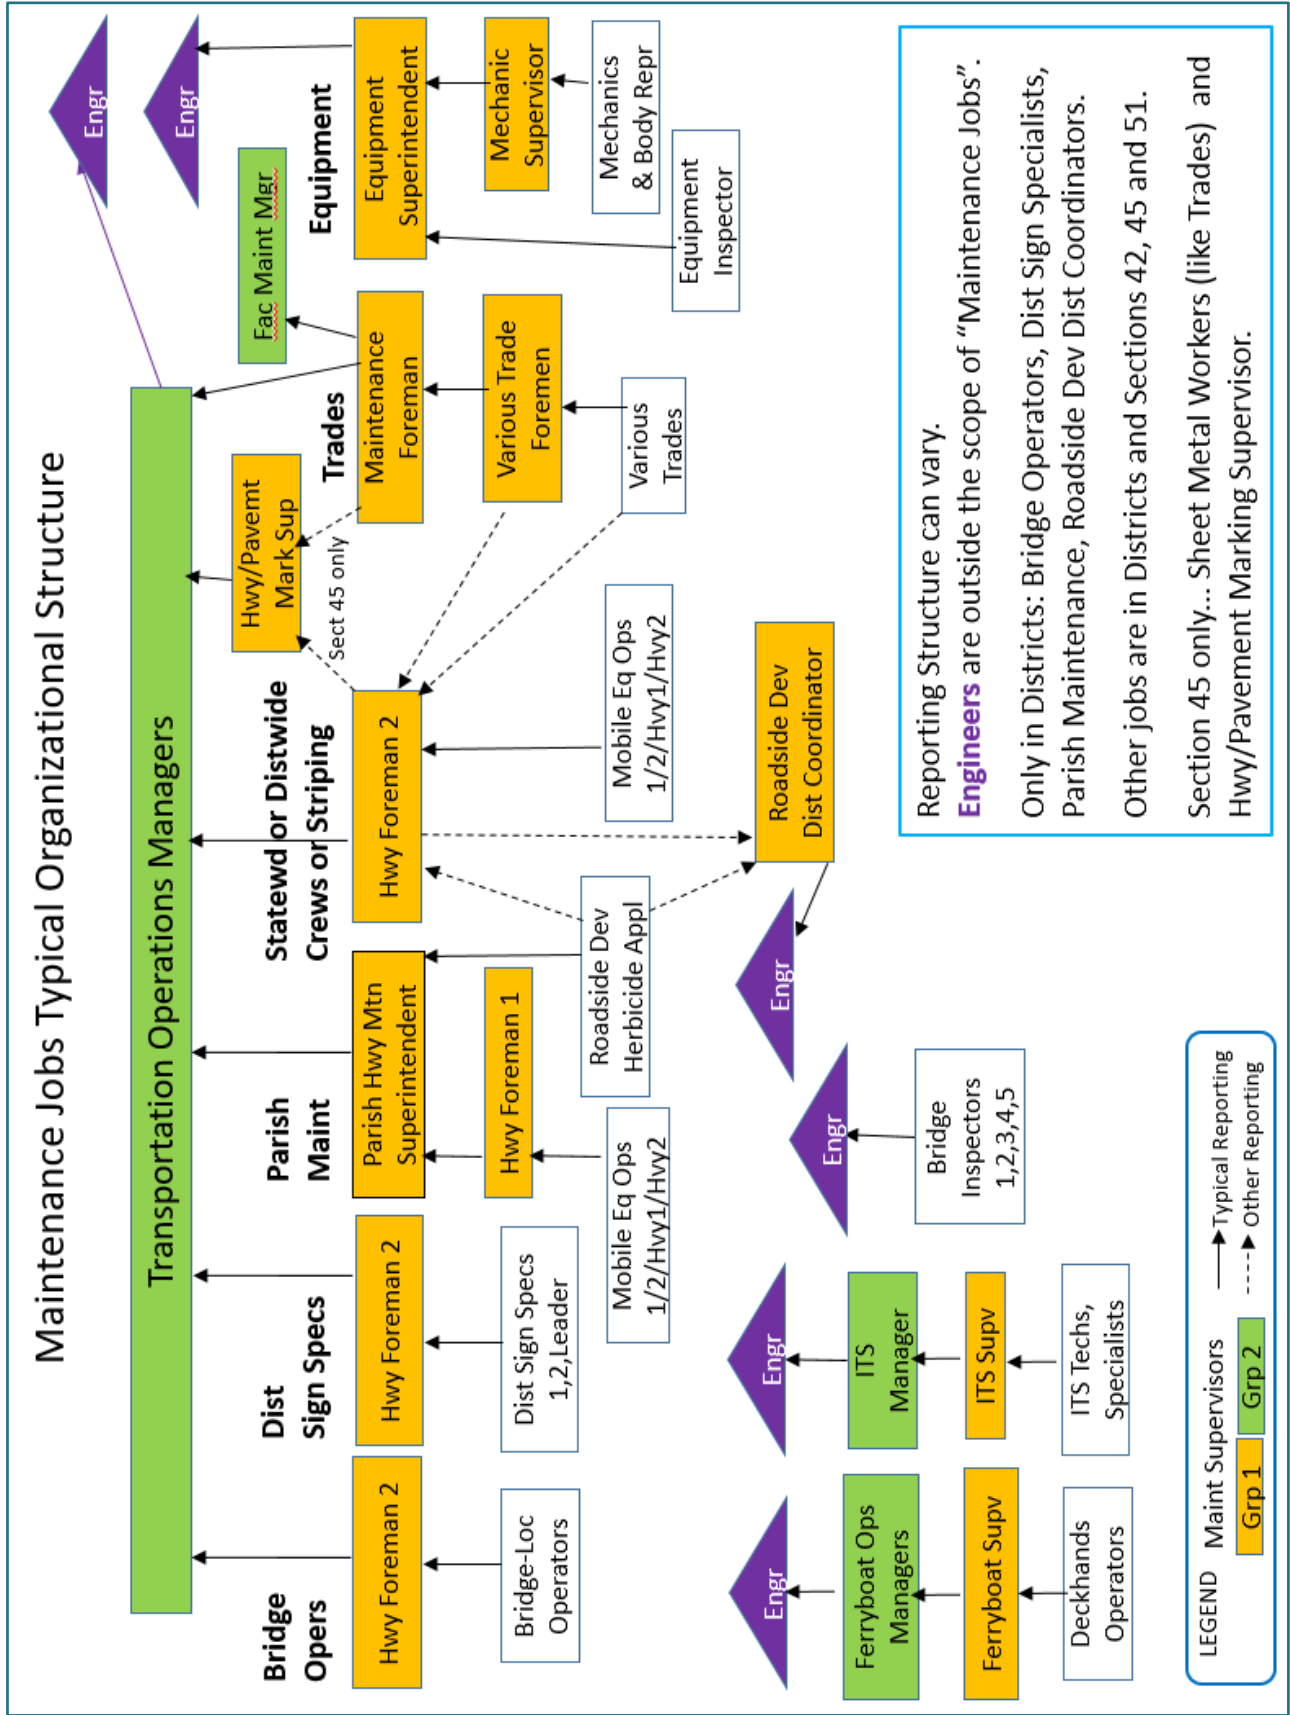 Maintenance Jobs Typical Organizational Structure
Transportation Operations Managers
Engr
Engr
Bridge
Opers
Hwy Foreman 2
Bridge-Loc
Operators
Dist
Sign Specs
Hwy Foreman 2
Dist Sign Specs
1,2,Leader
Parish
Maint
Parish Hwy Mtn
Superintendent
Hwy Foreman 1
Mobile Eq Ops
1/2/Hvy1/Hvy2
Roadside Dev
Herbicide Appl
Statewd or Distwide
Crews or Striping
Hwy Foreman 2
Mobile Eq Ops
1/2/Hvy1/Hvy2
Roadside Dev
Dist Coordinator
Engr
Hwy/Pavemt
Mark Sup
Sect 45 only
Trades
Maintenance
Foreman
Various Trade
Foremen
Various
Trades
Fac Maint Mgr
Equipment
Equipment
Superintendent
Mechanic
Supervisor
Mechanics
& Body Repr
Equipment
Inspector
Engr
Ferryboat Ops
Managers
Ferryboat Supv
Deckhands
Operators
Engr
ITS
Manager
ITS Supv
ITS Techs,
Specialists
Engr
Bridge
Inspectors
1,2,3,4,5
Reporting Structure can vary.
Engineers are outside the scope of “Maintenance Jobs”.
Only in Districts: Bridge Operators, Dist Sign Specialists,
Parish Maintenance, Roadside Dev Dist Coordinators.
Other jobs are in Districts and Sections 42, 45 and 51.
Section 45 only... Sheet Metal Workers (like Trades) and
Hwy/Pavement Marking Supervisor.
LEGEND
Maint Supervisors
Grp 1
Grp 2
Typical Reporting
Other Reporting